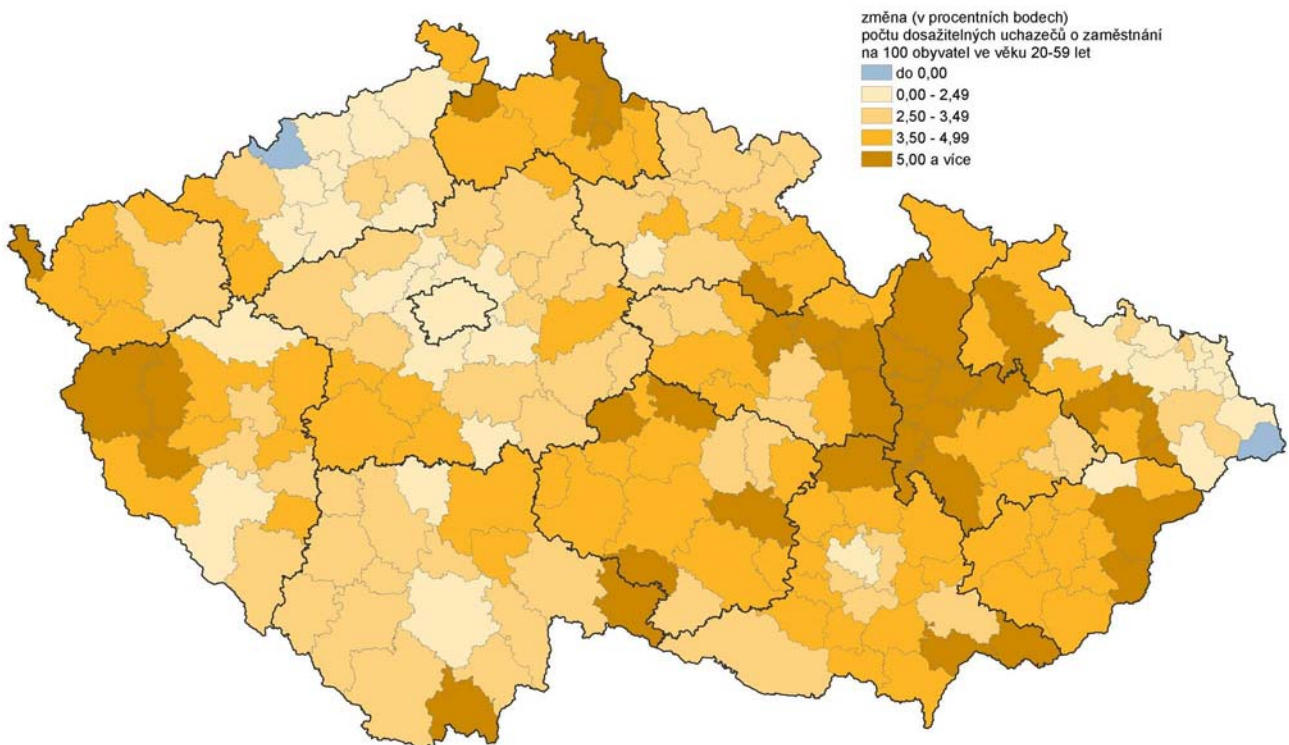 změna (v procentních bodech)
počtu dosažitelných uchazečů o zaměstnání
na 100 obyvatel ve věku 20-59 let
do 0,00
0,00 - 2,49
2,50 - 3,49
3,50 - 4,99
5,00 a více